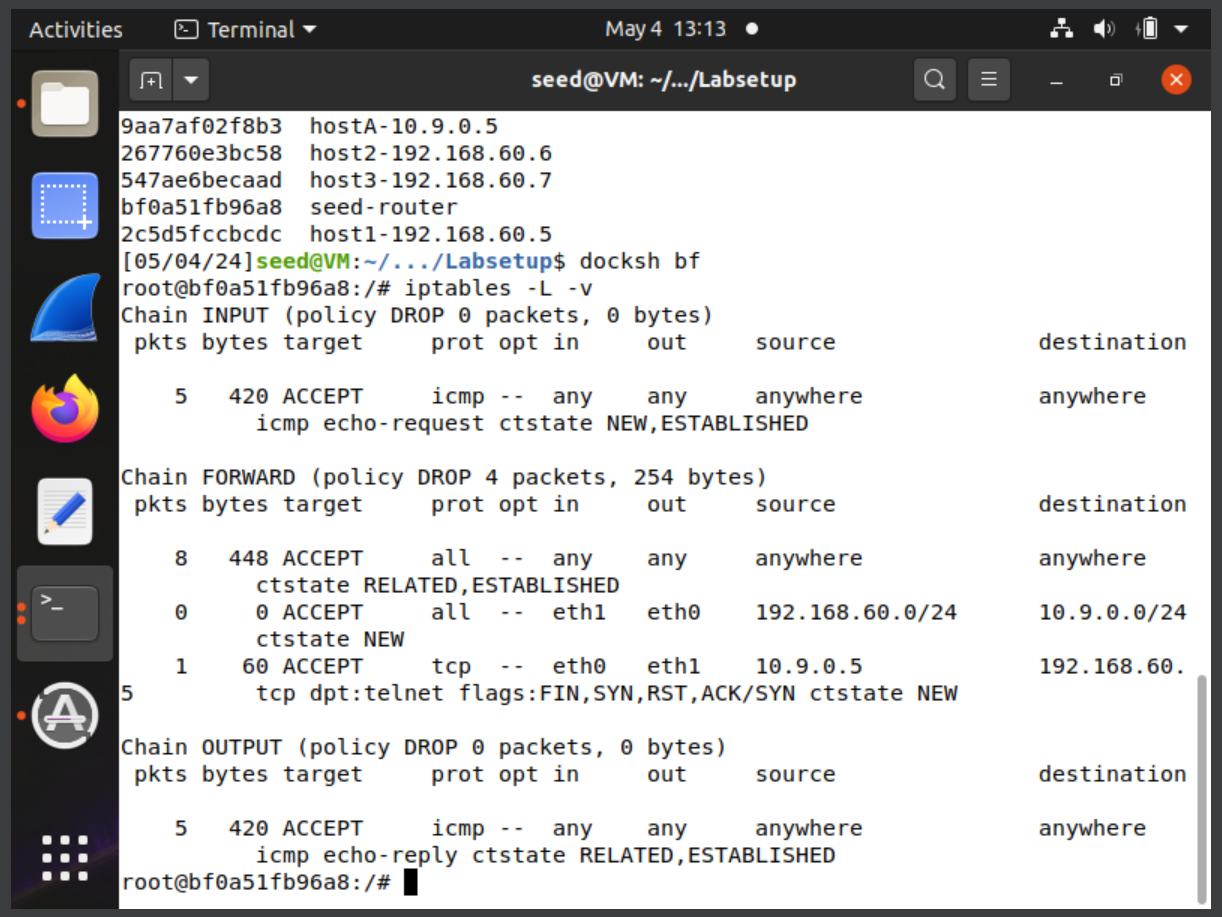 Activities Terminal May 4 13:13
seed@VM: ~/.../Labsetup
9aa7af02f8b3  hostA-10.9.0.5
267760e3bc58  host2-192.168.60.6
547ae6becaad  host3-192.168.60.7
bf0a51fb96a8  seed-router
2c5d5fccbcdc  host1-192.168.60.5
[05/04/24]seed@VM:~/.../Labsetup$ docksh bf
root@bf0a51fb96a8:/# iptables -L -v
Chain INPUT (policy DROP 0 packets, 0 bytes)
 pkts bytes target     prot opt in     out     source               destination
    5   420 ACCEPT     icmp --  any    any     anywhere             anywhere
          icmp echo-request ctstate NEW,ESTABLISHED
Chain FORWARD (policy DROP 4 packets, 254 bytes)
 pkts bytes target     prot opt in     out     source               destination
    8   448 ACCEPT     all  --  any    any     anywhere             anywhere
          ctstate RELATED,ESTABLISHED
    0     0 ACCEPT     all  --  eth1   eth0    192.168.60.0/24      10.9.0.0/24
          ctstate NEW
    1    60 ACCEPT     tcp  --  eth0   eth1    10.9.0.5             192.168.60.
5         tcp dpt:telnet flags:FIN,SYN,RST,ACK/SYN ctstate NEW
Chain OUTPUT (policy DROP 0 packets, 0 bytes)
 pkts bytes target     prot opt in     out     source               destination
    5   420 ACCEPT     icmp --  any    any     anywhere             anywhere
          icmp echo-reply ctstate RELATED,ESTABLISHED
root@bf0a51fb96a8:/#